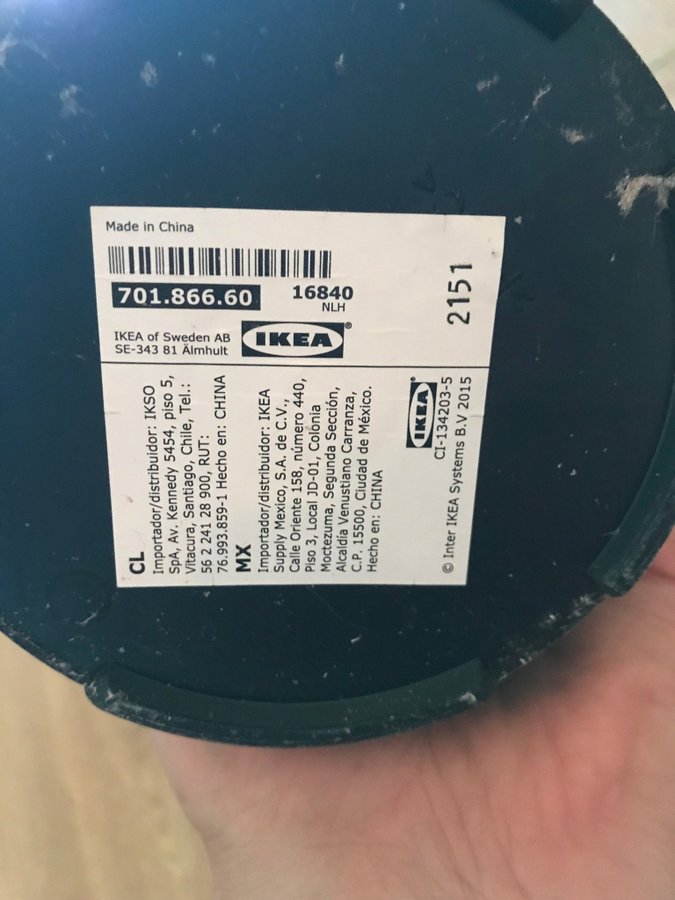 Made in China
701.866.60
16840
NLH
2151
IKEA of Sweden AB
SE-343 81 Älmhult
IKEA®
CL
Importador/distribuidor: IKSO
SpA, Av. Kennedy 5454, piso 5,
Vitacura, Santiago, Chile, Tel.:
56 2 241 28 900, RUT:
76.993.859-1 Hecho en: CHINA
MX
Importador/distribuidor: IKEA
Supply Mexico, S.A. de C.V.,
Calle Oriente 158, número 440,
Piso 3, Local JD-01, Colonia
Moctezuma, Segunda Sección,
Alcaldía Venustiano Carranza,
C.P. 15500, Ciudad de México.
Hecho en: CHINA
IKEA
CI-134203-5
© Inter IKEA Systems B.V 2015